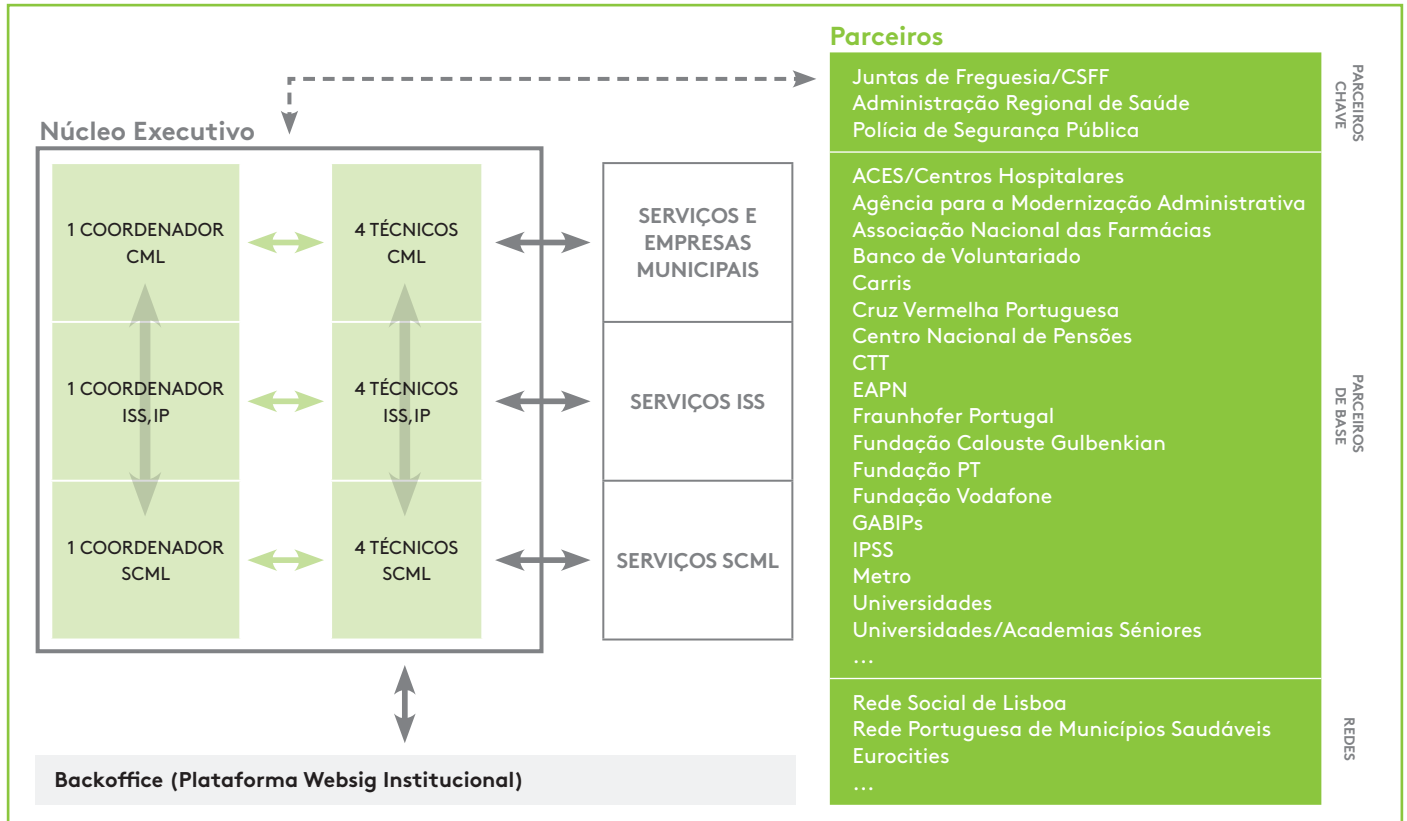 Núcleo Executivo
1 COORDENADOR
CML
4 TÉCNICOS
CML
SERVIÇOS E
EMPRESAS
MUNICIPAIS
1 COORDENADOR
ISS,IP
4 TÉCNICOS
ISS,IP
SERVIÇOS ISS
1 COORDENADOR
SCML
4 TÉCNICOS
SCML
SERVIÇOS SCML
Backoffice (Plataforma Websig Institucional)
Parceiros
Juntas de Freguesia/CSFF
Administração Regional de Saúde
Polícia de Segurança Pública
PARCEIROS
CHAVE
ACES/Centros Hospitalares
Agência para a Modernização Administrativa
Associação Nacional das Farmácias
Banco de Voluntariado
Carris
Cruz Vermelha Portuguesa
Centro Nacional de Pensões
CTT
EAPN
Fraunhofer Portugal
Fundação Calouste Gulbenkian
Fundação PT
Fundação Vodafone
GABIPs
IPSS
Metro
Universidades
Universidades/Academias Séniores
...
PARCEIROS
DE BASE
Rede Social de Lisboa
Rede Portuguesa de Municípios Saudáveis
Eurocities
...
REDES